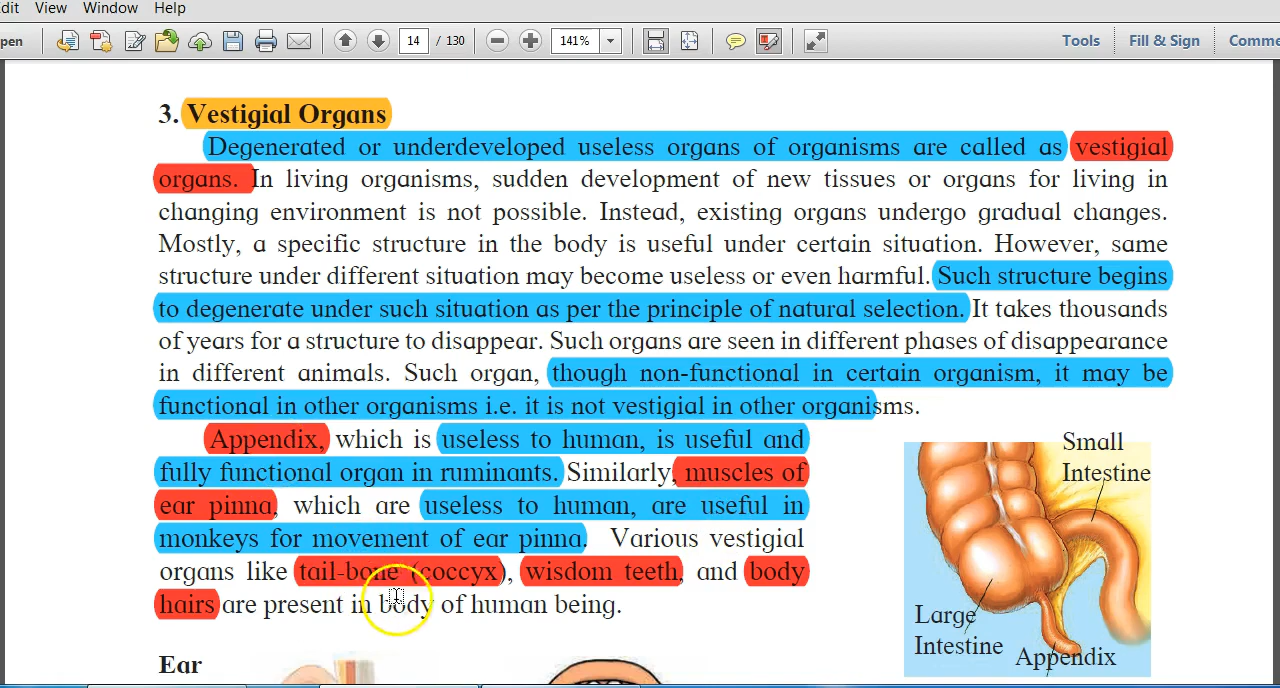 dit View Window Help
pen 14 / 130 141% Tools Fill & Sign Comme
3. Vestigial Organs
Degenerated or underdeveloped useless organs of organisms are called as vestigial
organs. In living organisms, sudden development of new tissues or organs for living in
changing environment is not possible. Instead, existing organs undergo gradual changes.
Mostly, a specific structure in the body is useful under certain situation. However, same
structure under different situation may become useless or even harmful. Such structure begins
to degenerate under such situation as per the principle of natural selection. It takes thousands
of years for a structure to disappear. Such organs are seen in different phases of disappearance
in different animals. Such organ, though non-functional in certain organism, it may be
functional in other organisms i.e. it is not vestigial in other organisms.
Appendix, which is useless to human, is useful and
fully functional organ in ruminants. Similarly, muscles of
ear pinna, which are useless to human, are useful in
monkeys for movement of ear pinna. Various vestigial
organs like tail-bone (coccyx), wisdom teeth, and body
hairs are present in body of human being.
Small
Intestine
Large
Intestine
Appendix
Ear